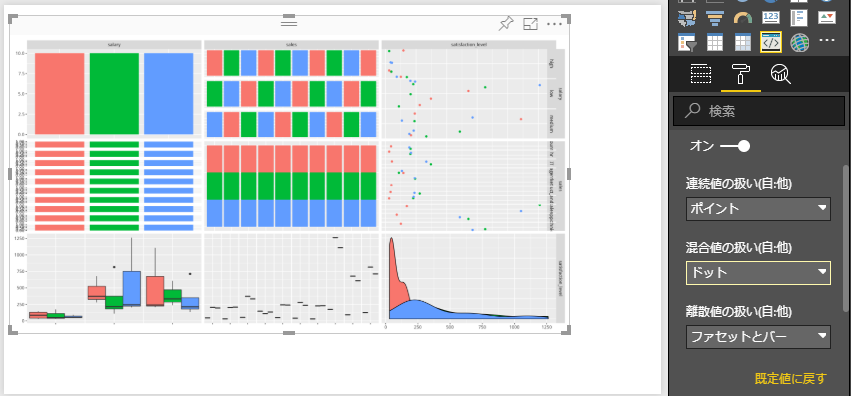 salary
sales
satisfaction_level
10.0
7.5
5.0
2.5
0.0
high
low
medium
salary
sales
1250
1000
750
500
250
0
satisfaction_level
0
250
500
750
1000
1250
123
検索
オン
連続値の扱い(自:他)
ポイント
混合値の扱い(自:他)
ドット
離散値の扱い(自:他)
ファセットとバー
既定値に戻す